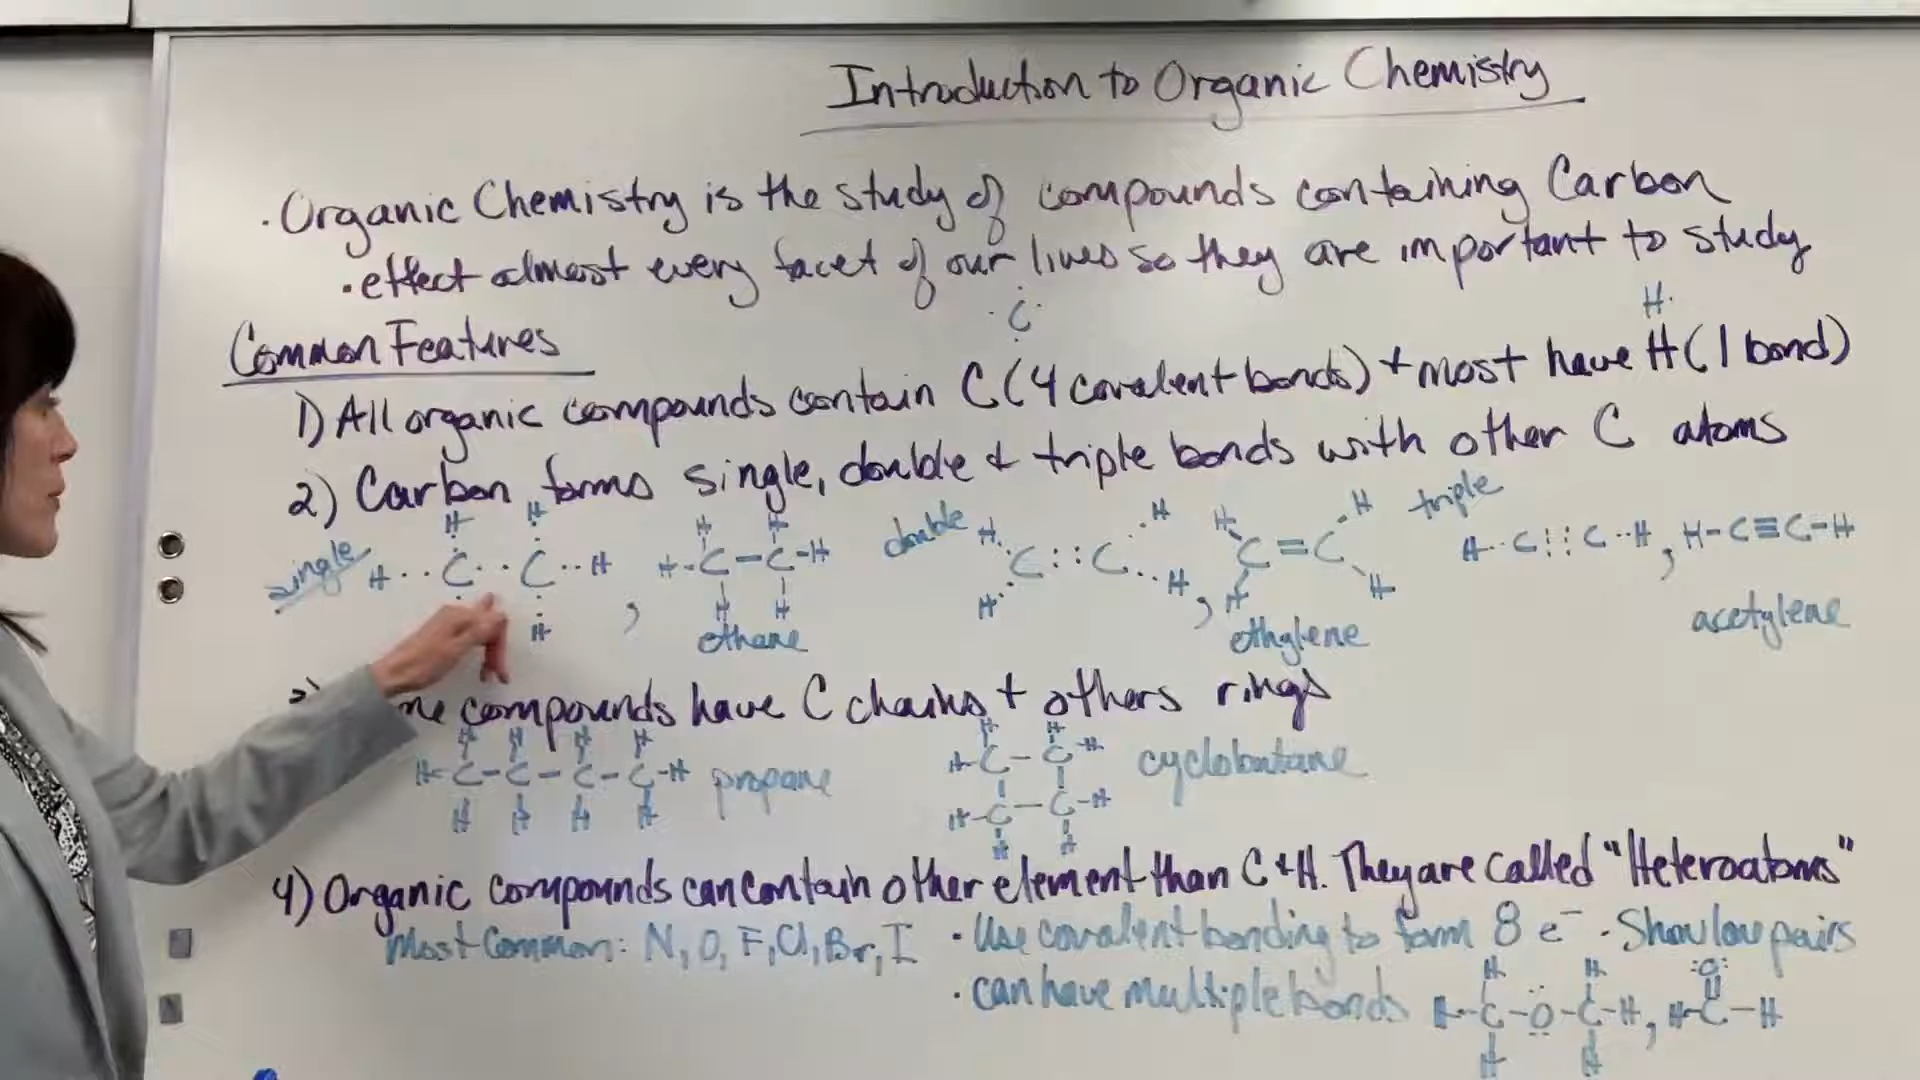 Introduction to Organic Chemistry
· Organic Chemistry is the study of compounds containing Carbon
· effect almost every facet of our lives so they are important to study
Common Features
·C· H·
1) All organic compounds contain C (4 covalent bonds) + most have H (1 bond)
2) Carbon forms single, double + triple bonds with other C atoms
H H H H H H H
single H··C··C··H , H-C-C-H double C::C , C=C triple H··C:::C··H , H-C≡C-H
H H H H H H H
ethane ethylene acetylene
me compounds have C chains + others rings
H H H H H H
H-C-C-C-C-H propane H-C-C-H cyclobutane
H H H H H-C-C-H
H H
4) Organic compounds can contain other element than C + H. They are called "Heteroatoms"
Most Common: N, O, F, Cl, Br, I · Use covalent bonding to form 8 e⁻ · Show low pairs
· can have multiple bonds
H H :O:
H-C-O-C-H , H-C-H
H H